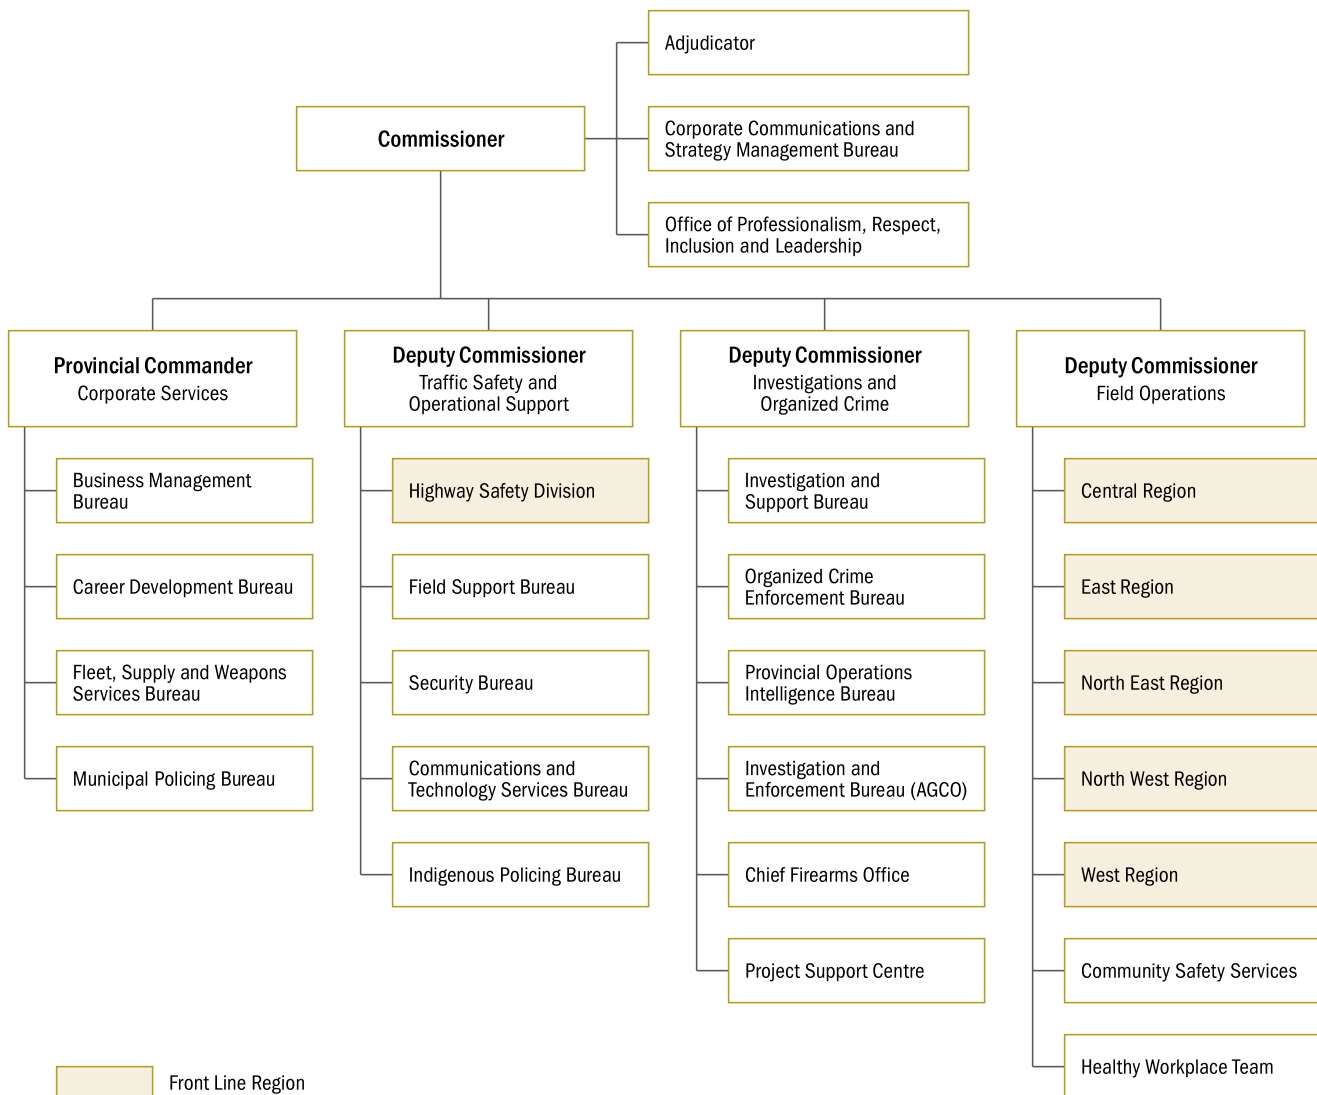 Adjudicator
Commissioner
Corporate Communications and
Strategy Management Bureau
Office of Professionalism, Respect,
Inclusion and Leadership
Provincial Commander
Corporate Services
Business Management
Bureau
Career Development Bureau
Fleet, Supply and Weapons
Services Bureau
Municipal Policing Bureau
Deputy Commissioner
Traffic Safety and
Operational Support
Highway Safety Division
Field Support Bureau
Security Bureau
Communications and
Technology Services Bureau
Indigenous Policing Bureau
Deputy Commissioner
Investigations and
Organized Crime
Investigation and
Support Bureau
Organized Crime
Enforcement Bureau
Provincial Operations
Intelligence Bureau
Investigation and
Enforcement Bureau (AGCO)
Chief Firearms Office
Project Support Centre
Deputy Commissioner
Field Operations
Central Region
East Region
North East Region
North West Region
West Region
Community Safety Services
Healthy Workplace Team
Front Line Region